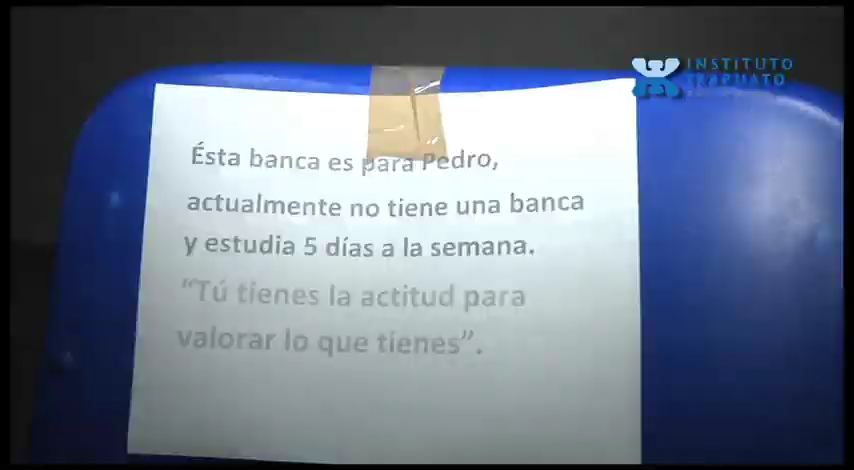 INSTITUTO
IRAPUATO
Ésta banca es para Pedro,
actualmente no tiene una banca
y estudia 5 días a la semana.
“Tú tienes la actitud para
valorar lo que tienes”.